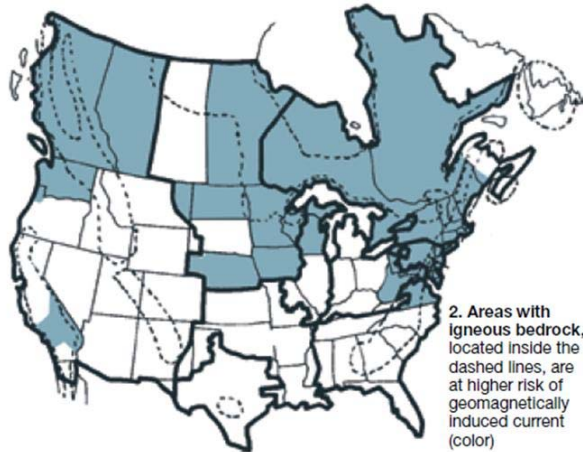 2. Areas with
igneous bedrock,
located inside the
dashed lines, are
at higher risk of
geomagnetically
induced current
(color)